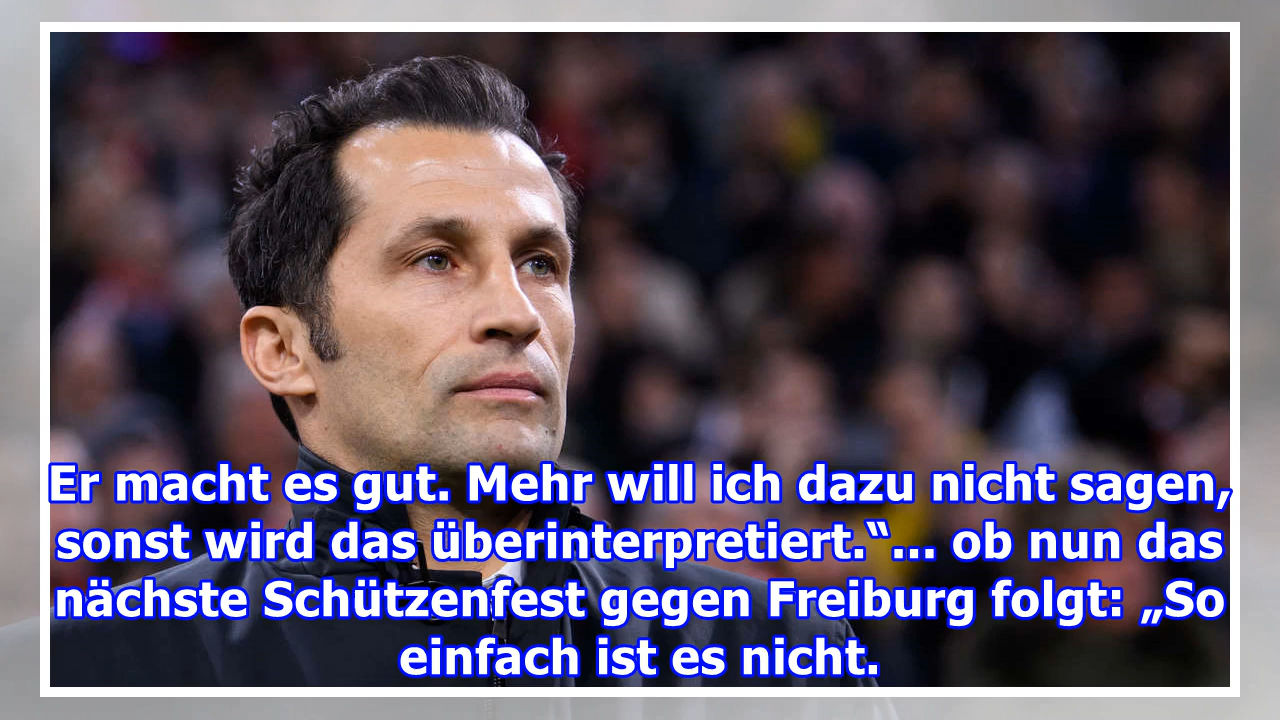 Er macht es gut. Mehr will ich dazu nicht sagen,
sonst wird das überinterpretiert.“... ob nun das
nächste Schützenfest gegen Freiburg folgt: „So
einfach ist es nicht.